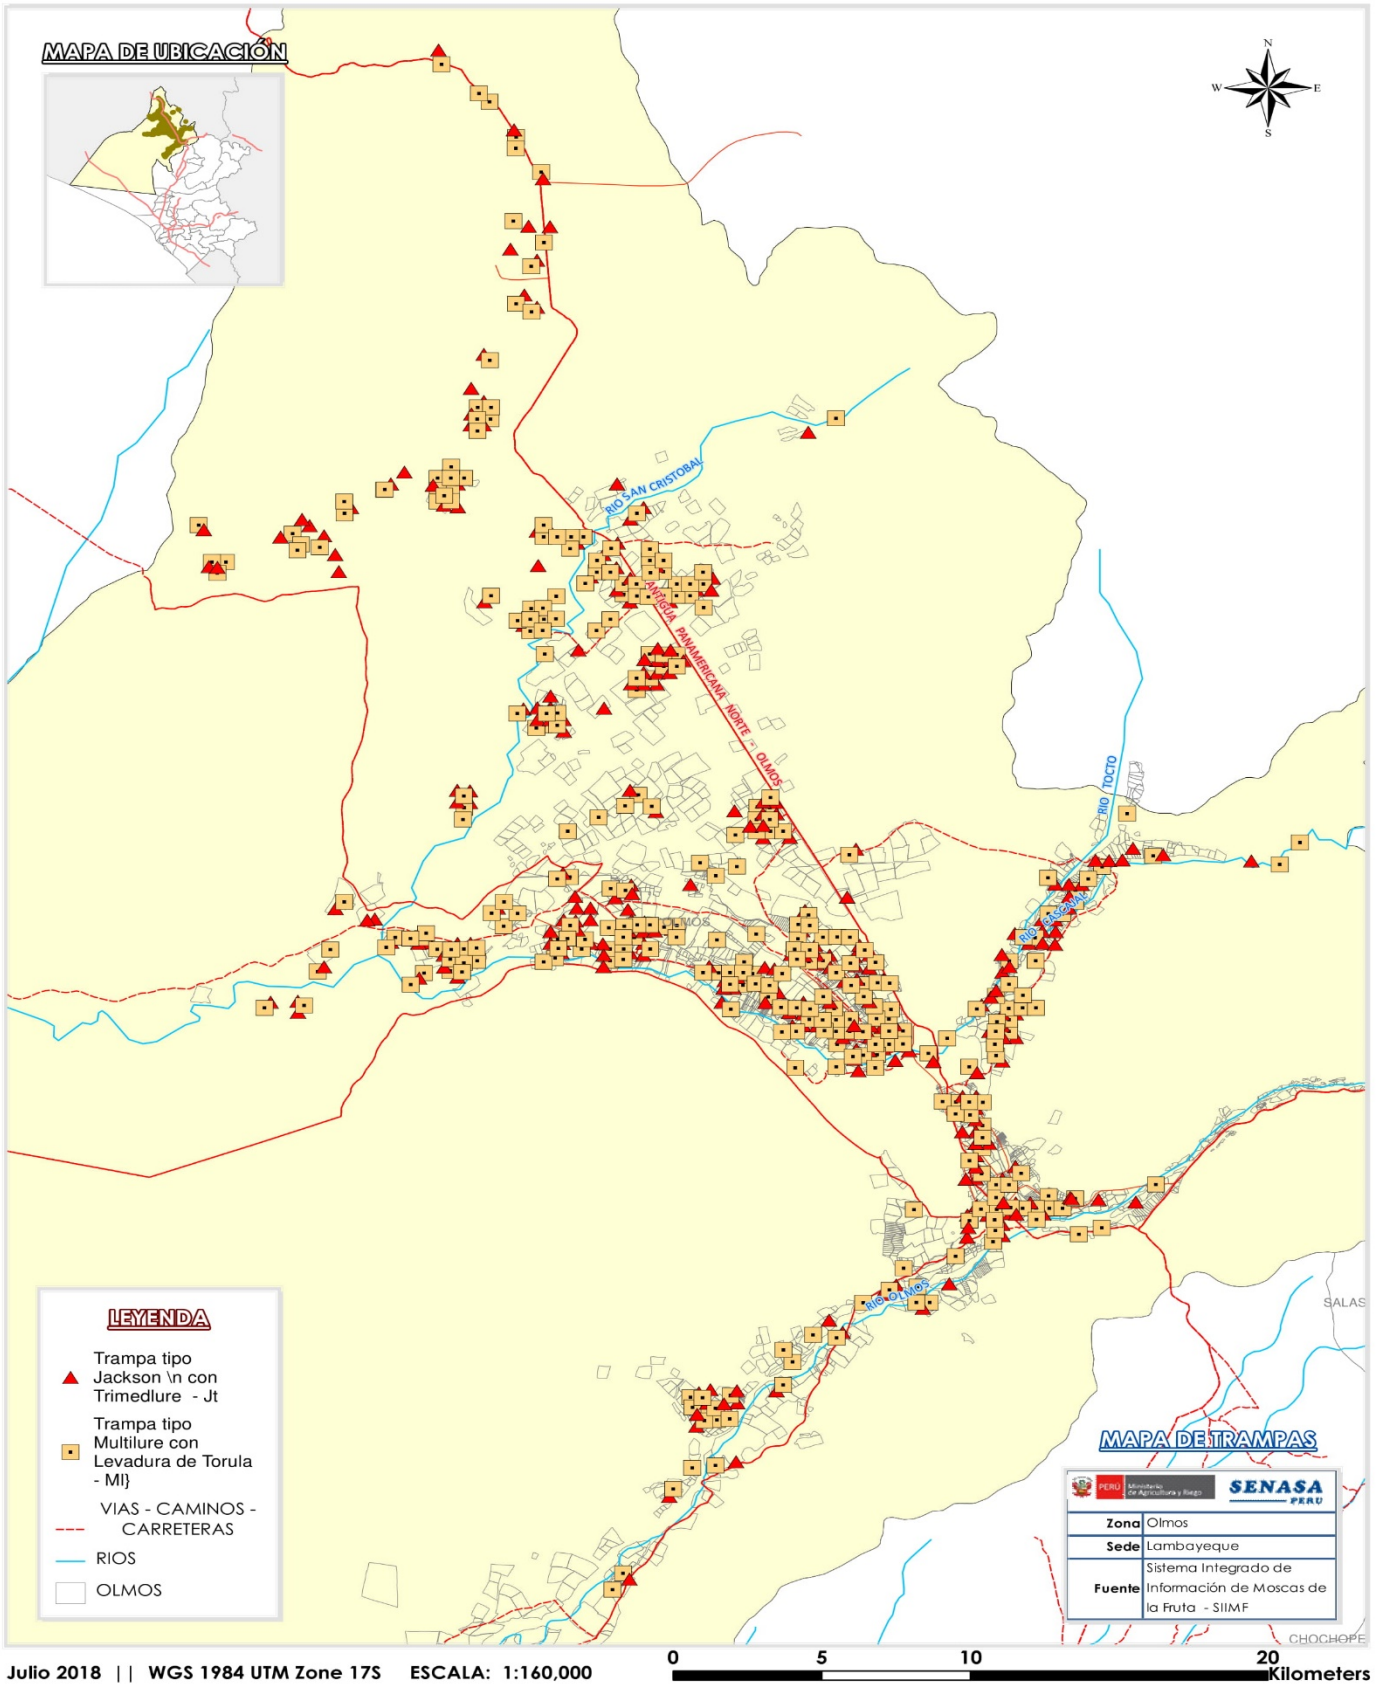 MAPA DE UBICACIÓN
N
W
E
S
RIO SAN CRISTOBAL
ANTIGUA PANAMERICANA NORTE - OLMOS
RIO TOCTO
RIO CASCAJAL
OLMOS
RIO OLMOS
SALAS
CHOCHOPE
LEYENDA
Trampa tipo
Jackson \n con
Trimedlure - Jt
Trampa tipo
Multilure con
Levadura de Torula
- Ml}
VIAS - CAMINOS -
CARRETERAS
RIOS
OLMOS
MAPA DE TRAMPAS
PERÚ
Ministerio
de Agricultura y Riego
SENASA
PERU
Zona Olmos
Sede Lambayeque
Fuente Sistema Integrado de
Información de Moscas de
la Fruta - SIIMF
Julio 2018 || WGS 1984 UTM Zone 17S ESCALA: 1:160,000
0 5 10 20
Kilometers